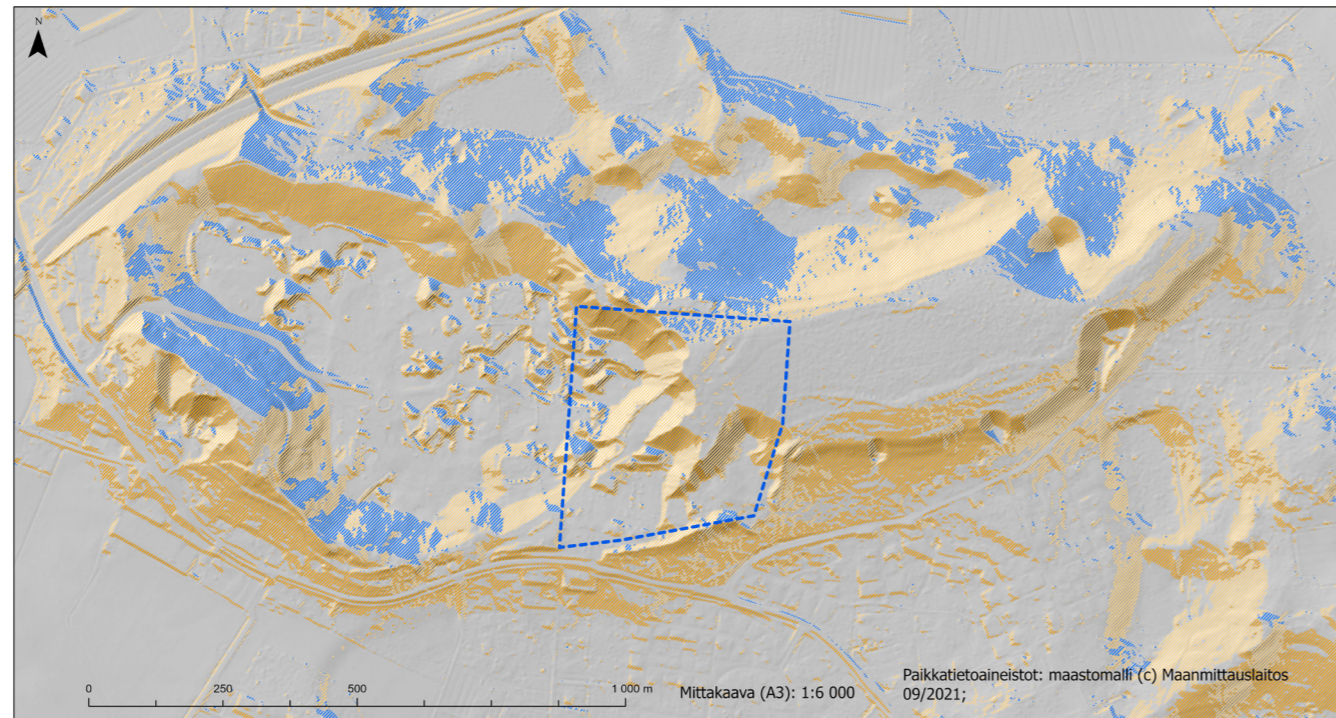 N
0 250 500 1 000 m
Mittakaava (A3): 1:6 000
Paikkatietoaineistot: maastomalli (c) Maanmittauslaitos
09/2021;